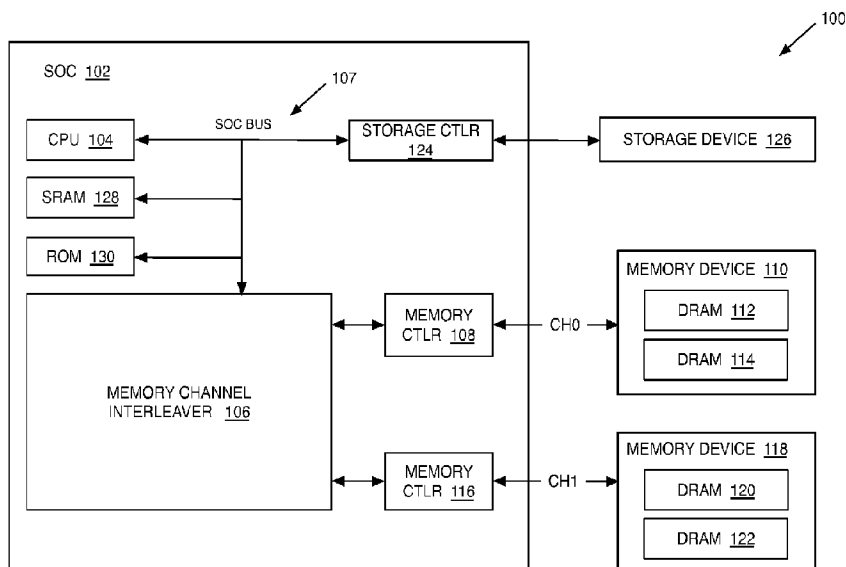 100
SOC 102
107
SOC BUS
CPU 104
STORAGE CTLR
124
STORAGE DEVICE 126
SRAM 128
ROM 130
MEMORY CHANNEL
INTERLEAVER 106
MEMORY
CTLR 108
CH0
MEMORY DEVICE 110
DRAM 112
DRAM 114
MEMORY
CTLR 116
CH1
MEMORY DEVICE 118
DRAM 120
DRAM 122